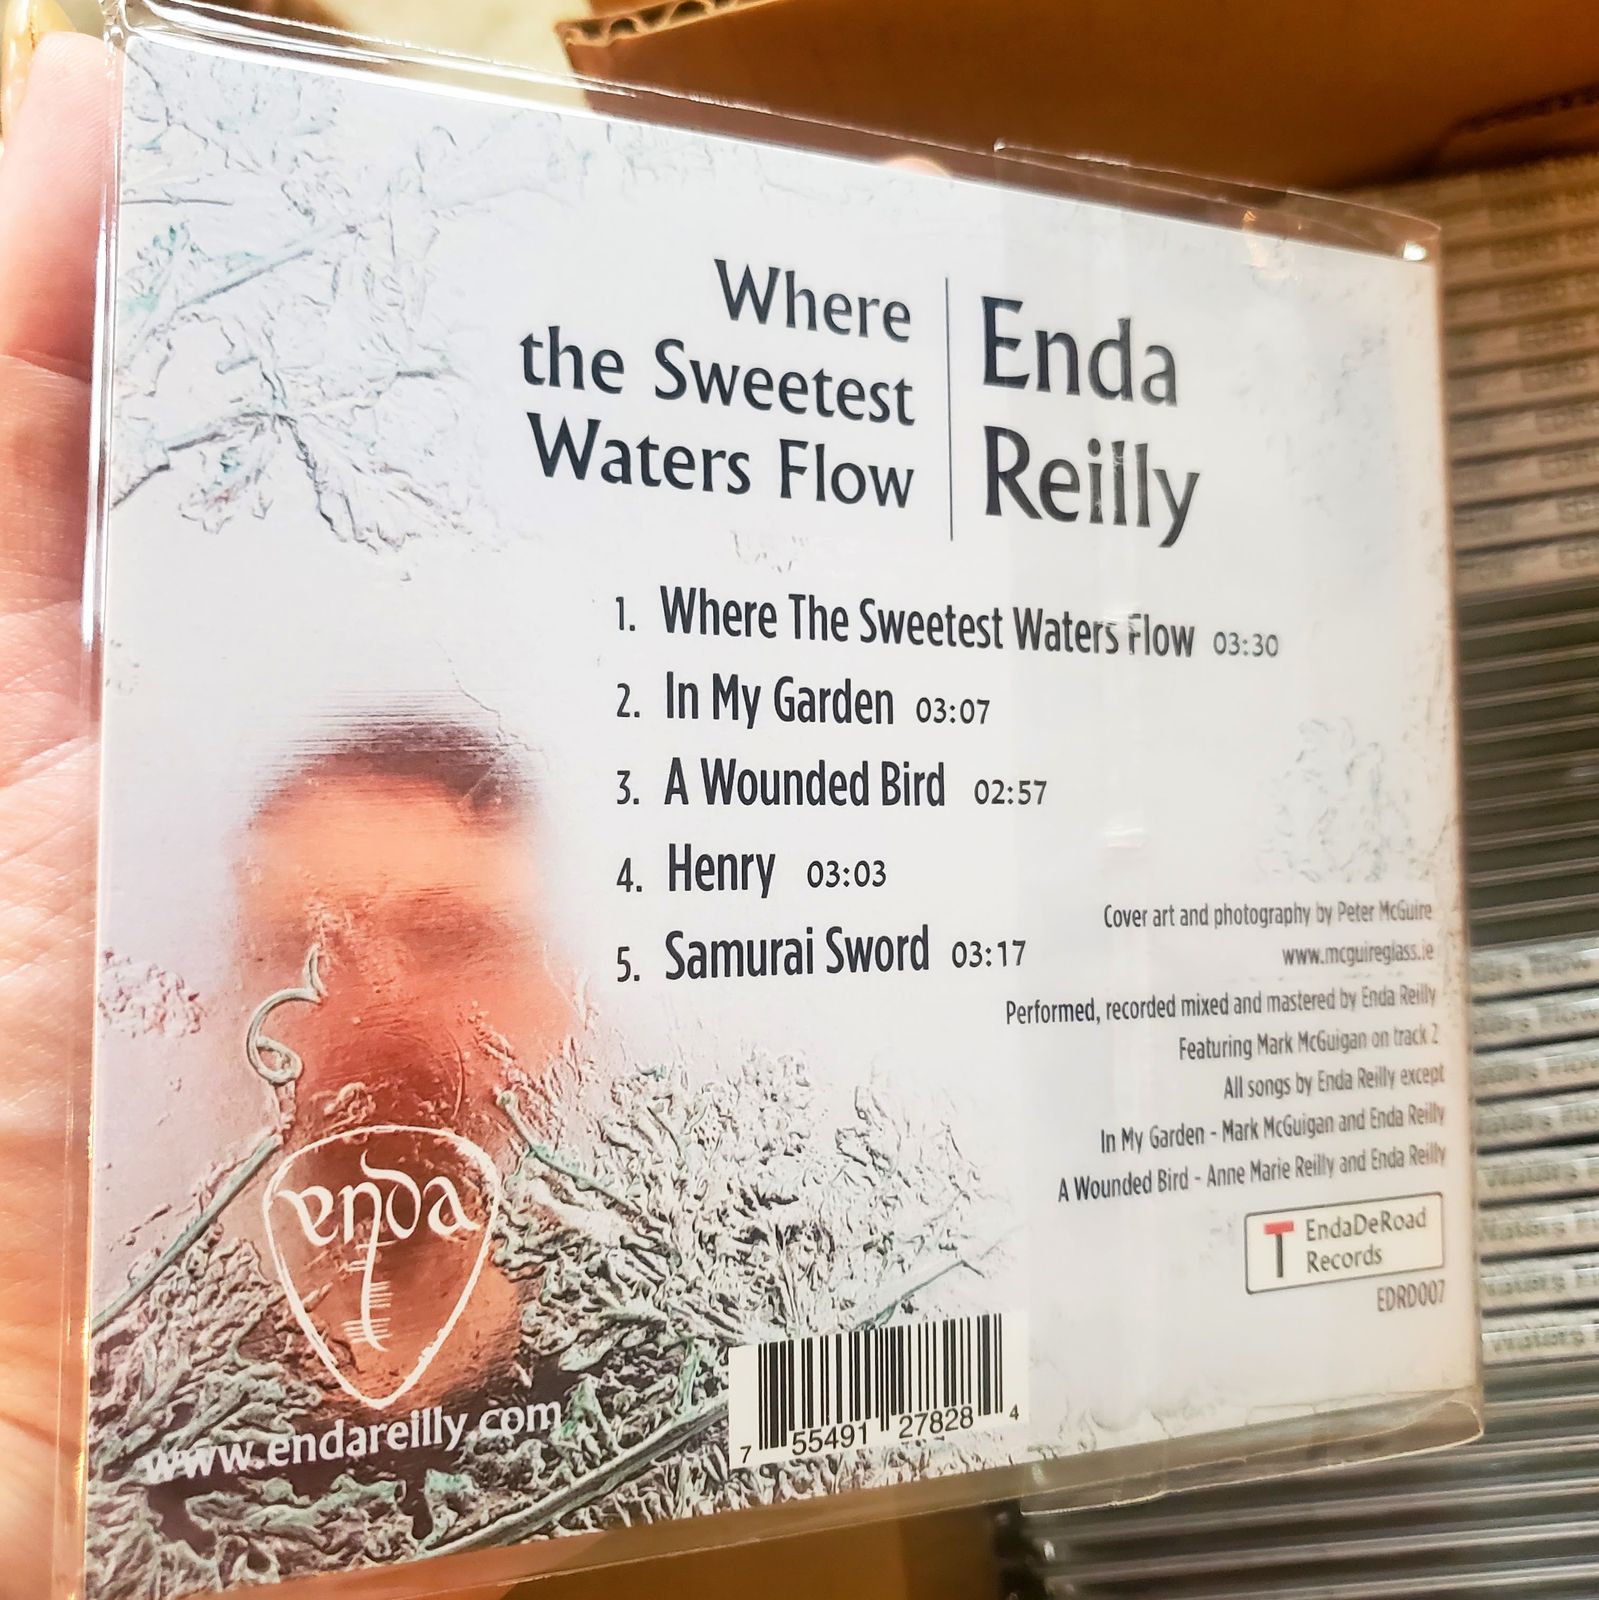 Where
the Sweetest
Waters Flow
Enda
Reilly
1. Where The Sweetest Waters Flow 03:30
2. In My Garden 03:07
3. A Wounded Bird 02:57
4. Henry 03:03
5. Samurai Sword 03:17
Cover art and photography by Peter McGuire
www.mcguireglass.ie
Performed, recorded mixed and mastered by Enda Reilly
Featuring Mark McGuigan on track 2
All songs by Enda Reilly except
In My Garden - Mark McGuigan and Enda Reilly
A Wounded Bird - Anne Marie Reilly and Enda Reilly
T EndaDeRoad
Records
EDRD007
enda
www.endareilly.com
7 55491 27828 4